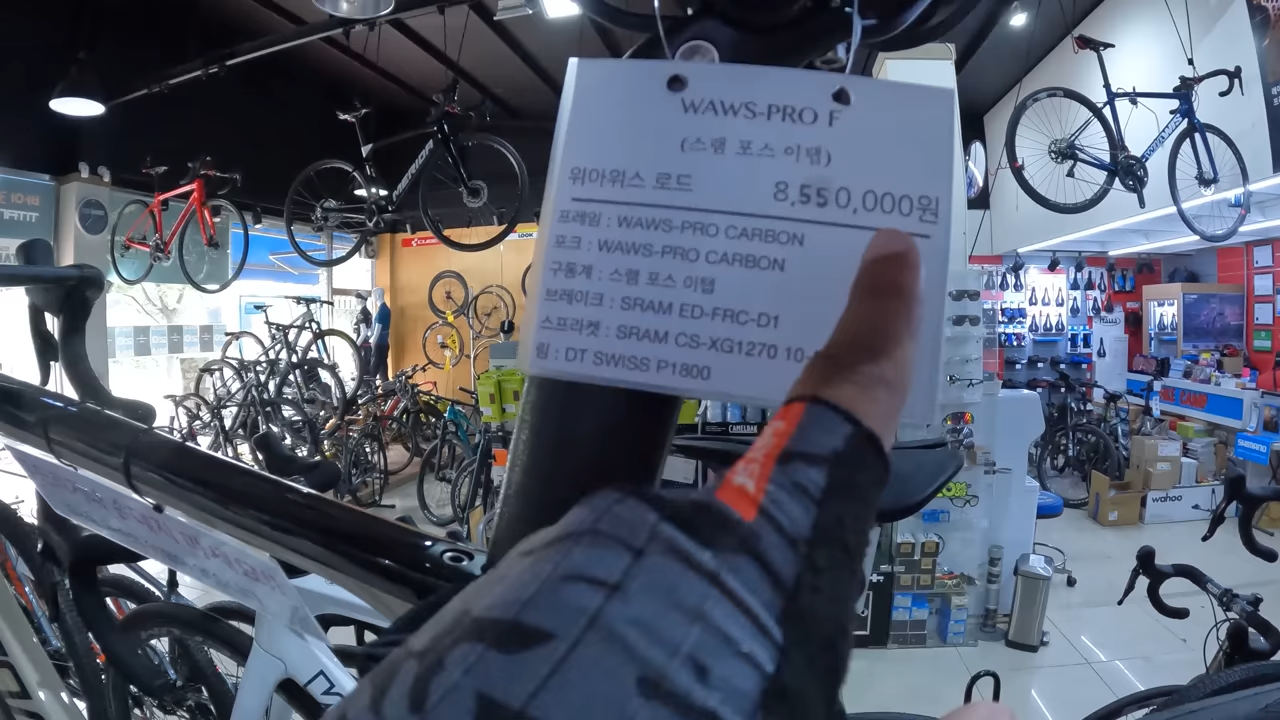 WAWS-PRO F
(스램 포스 이탭)
위아위스 로드 8,550,000원
프레임 : WAWS-PRO CARBON
포크 : WAWS-PRO CARBON
구동계 : 스램 포스 이탭
브레이크 : SRAM ED-FRC-D1
스프라켓 : SRAM CS-XG1270 10-
림 : DT SWISS P1800
MERIDA
LOOK
CAMELBAK
wahoo
SHIMANO